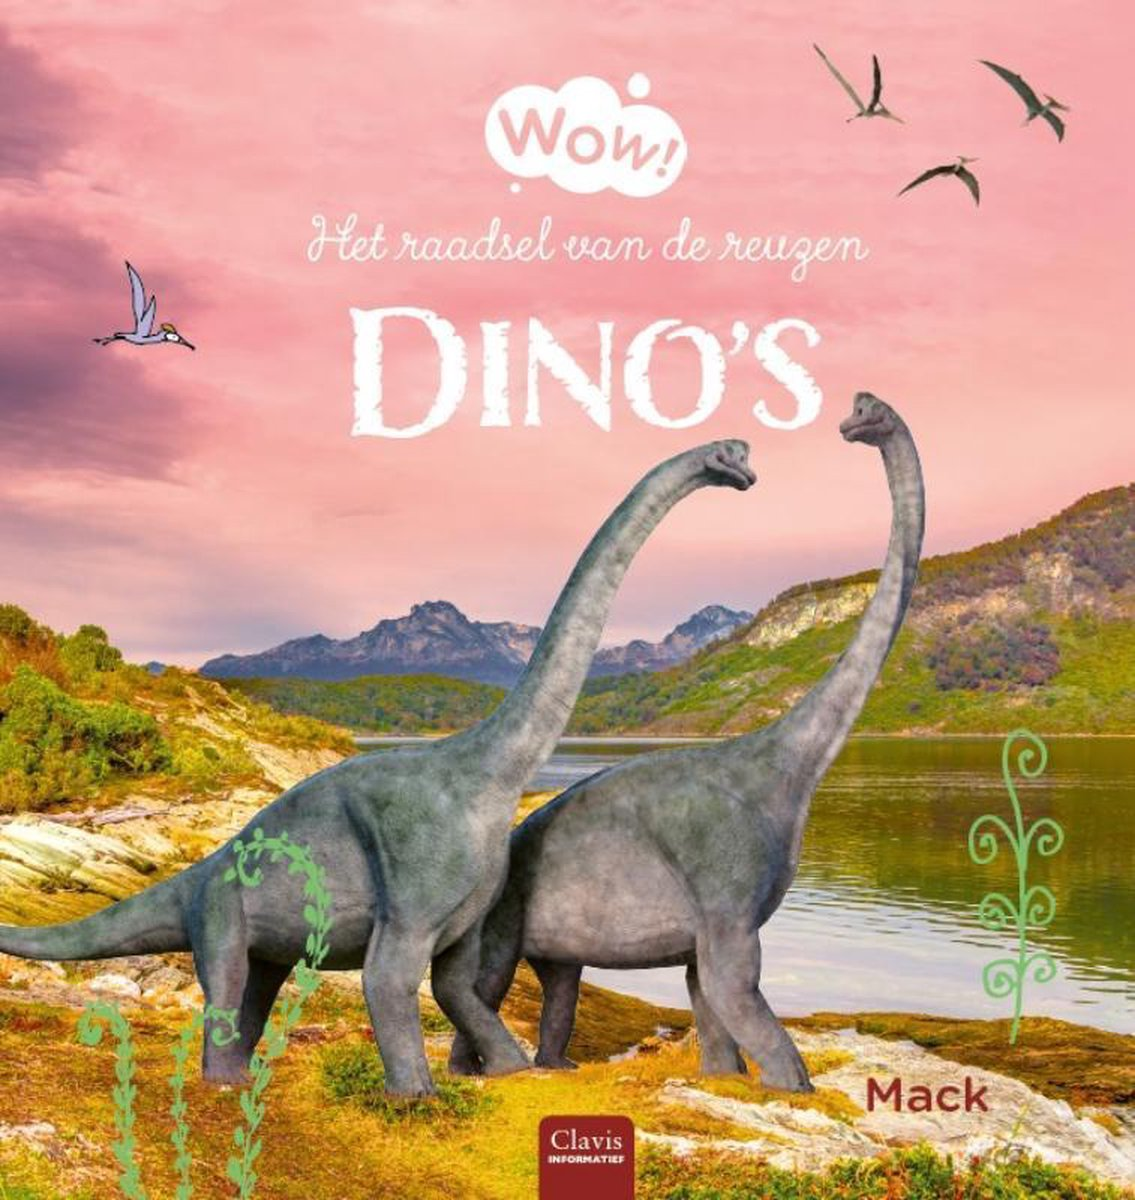 Wow!
Het raadsel van de reuzen
DINO'S
Mack
Clavis
INFORMATIEF